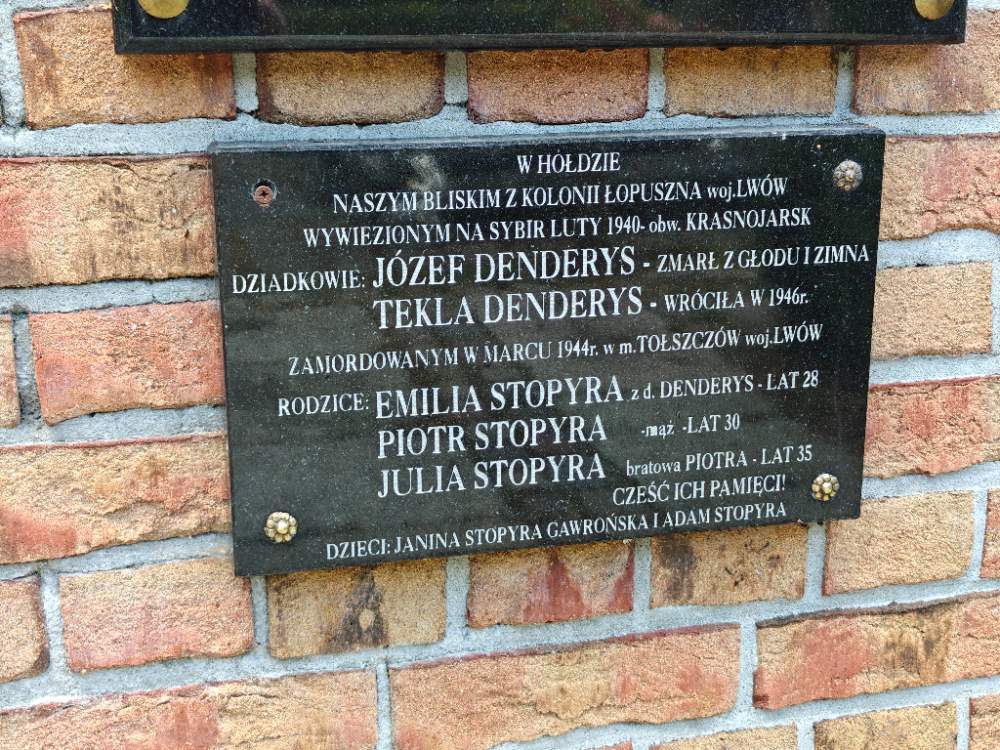 W HOŁDZIE
NASZYM BLISKIM Z KOLONII ŁOPUSZNA woj.LWÓW
WYWIEZIONYM NA SYBIR LUTY 1940- obw. KRASNOJARSK
DZIADKOWIE: JÓZEF DENDERYS - ZMARŁ Z GŁODU I ZIMNA
TEKLA DENDERYS - WRÓCIŁA W 1946r.
ZAMORDOWANYM W MARCU 1944r. w m.TOŁSZCZÓW woj.LWÓW
RODZICE: EMILIA STOPYRA z d. DENDERYS - LAT 28
PIOTR STOPYRA -mąż -LAT 30
JULIA STOPYRA bratowa PIOTRA - LAT 35
CZEŚĆ ICH PAMIĘCI!
DZIECI: JANINA STOPYRA GAWROŃSKA I ADAM STOPYRA